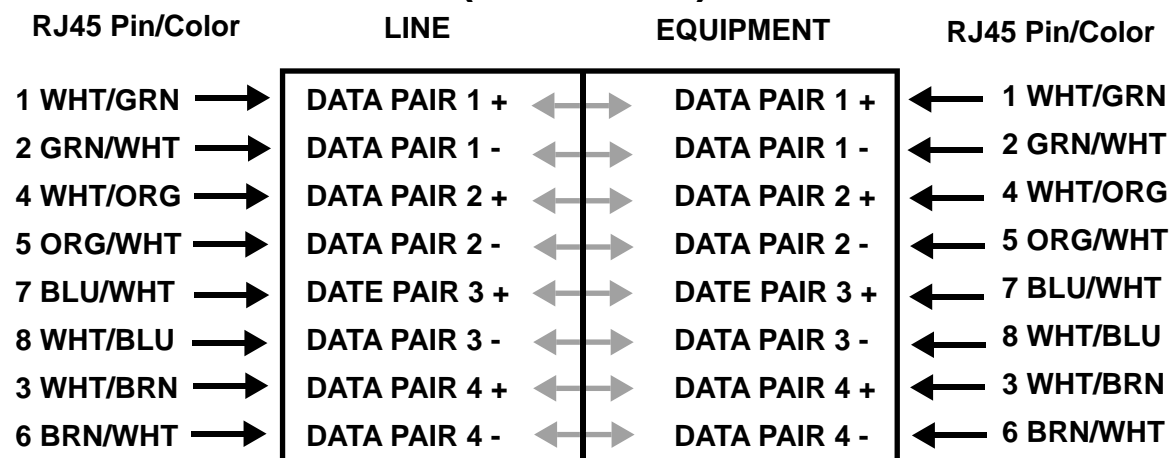 RJ45 Pin/Color LINE EQUIPMENT RJ45 Pin/Color
1 WHT/GRN DATA PAIR 1 + DATA PAIR 1 + 1 WHT/GRN
2 GRN/WHT DATA PAIR 1 - DATA PAIR 1 - 2 GRN/WHT
4 WHT/ORG DATA PAIR 2 + DATA PAIR 2 + 4 WHT/ORG
5 ORG/WHT DATA PAIR 2 - DATA PAIR 2 - 5 ORG/WHT
7 BLU/WHT DATE PAIR 3 + DATE PAIR 3 + 7 BLU/WHT
8 WHT/BLU DATA PAIR 3 - DATA PAIR 3 - 8 WHT/BLU
3 WHT/BRN DATA PAIR 4 + DATA PAIR 4 + 3 WHT/BRN
6 BRN/WHT DATA PAIR 4 - DATA PAIR 4 - 6 BRN/WHT